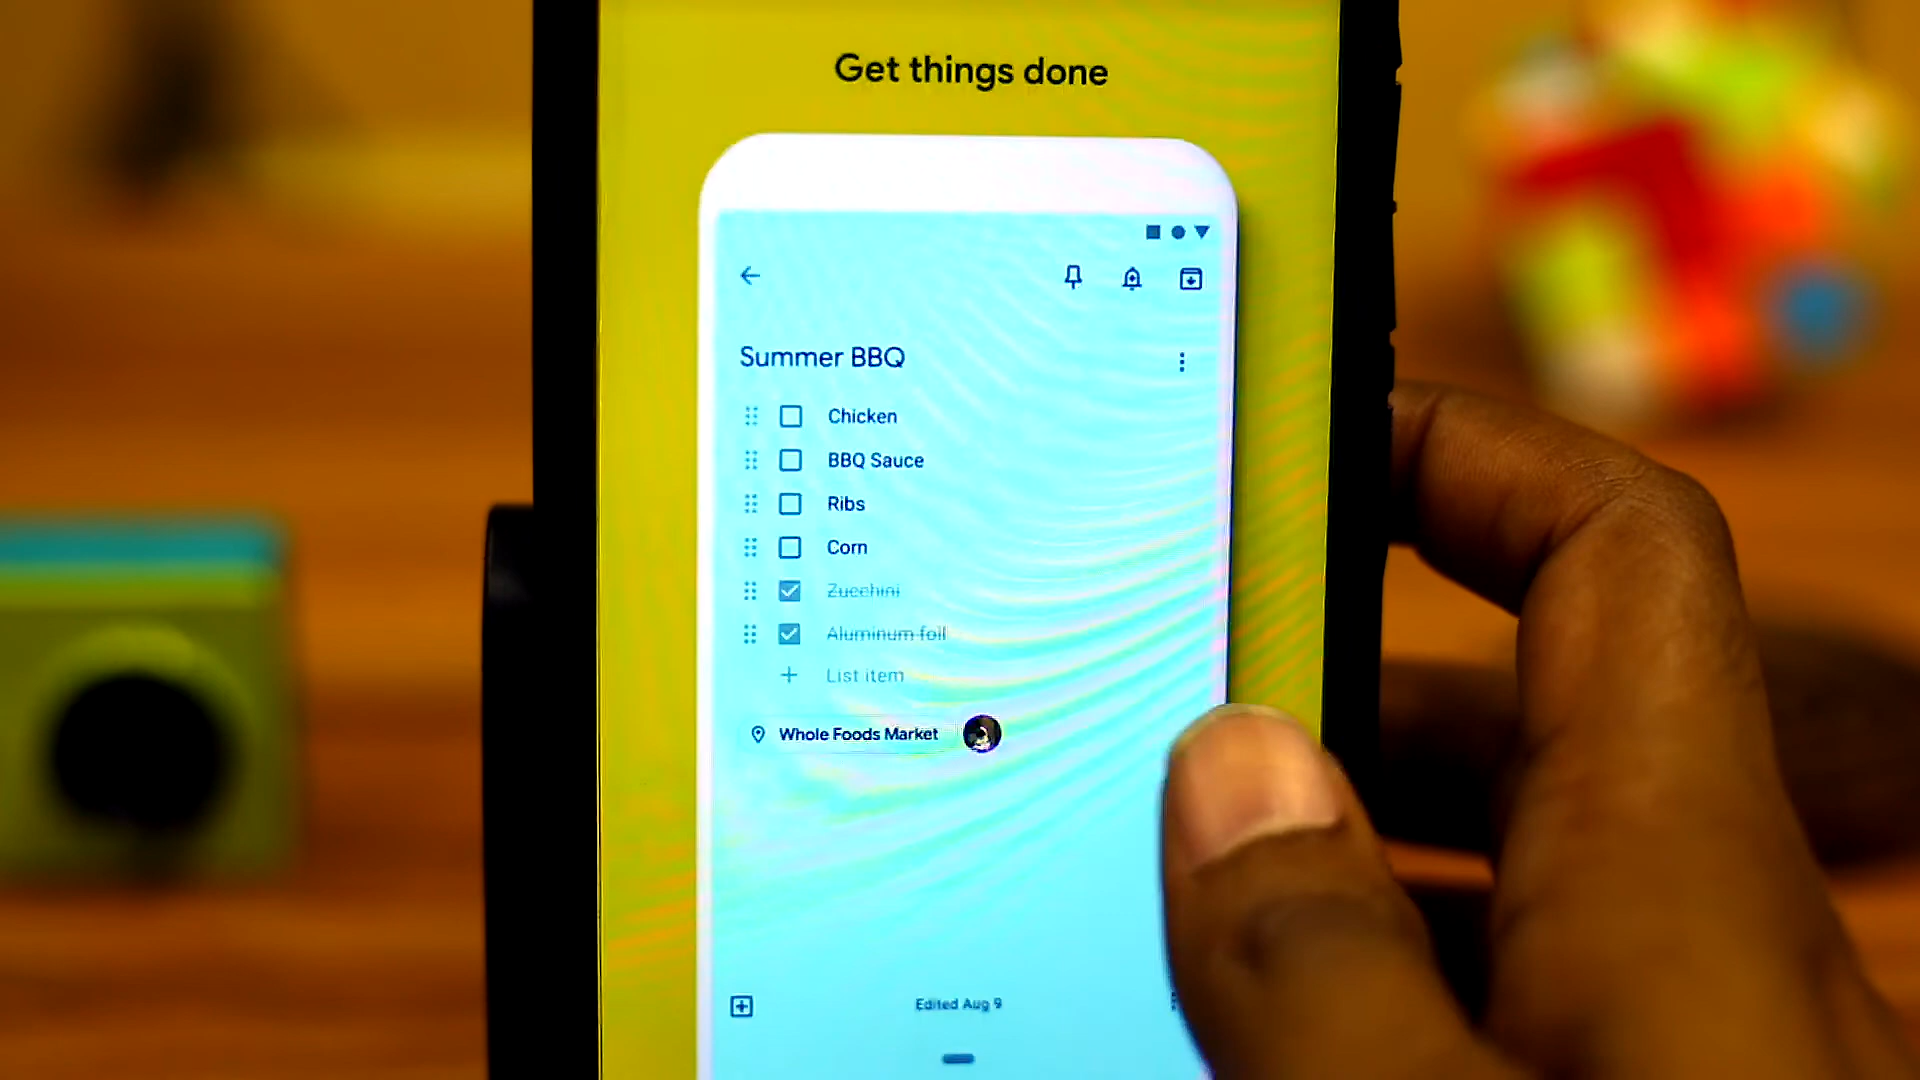 Get things done
Summer BBQ
Chicken
BBQ Sauce
Ribs
Corn
Zucchini
Aluminum foil
List item
Whole Foods Market
Edited Aug 9